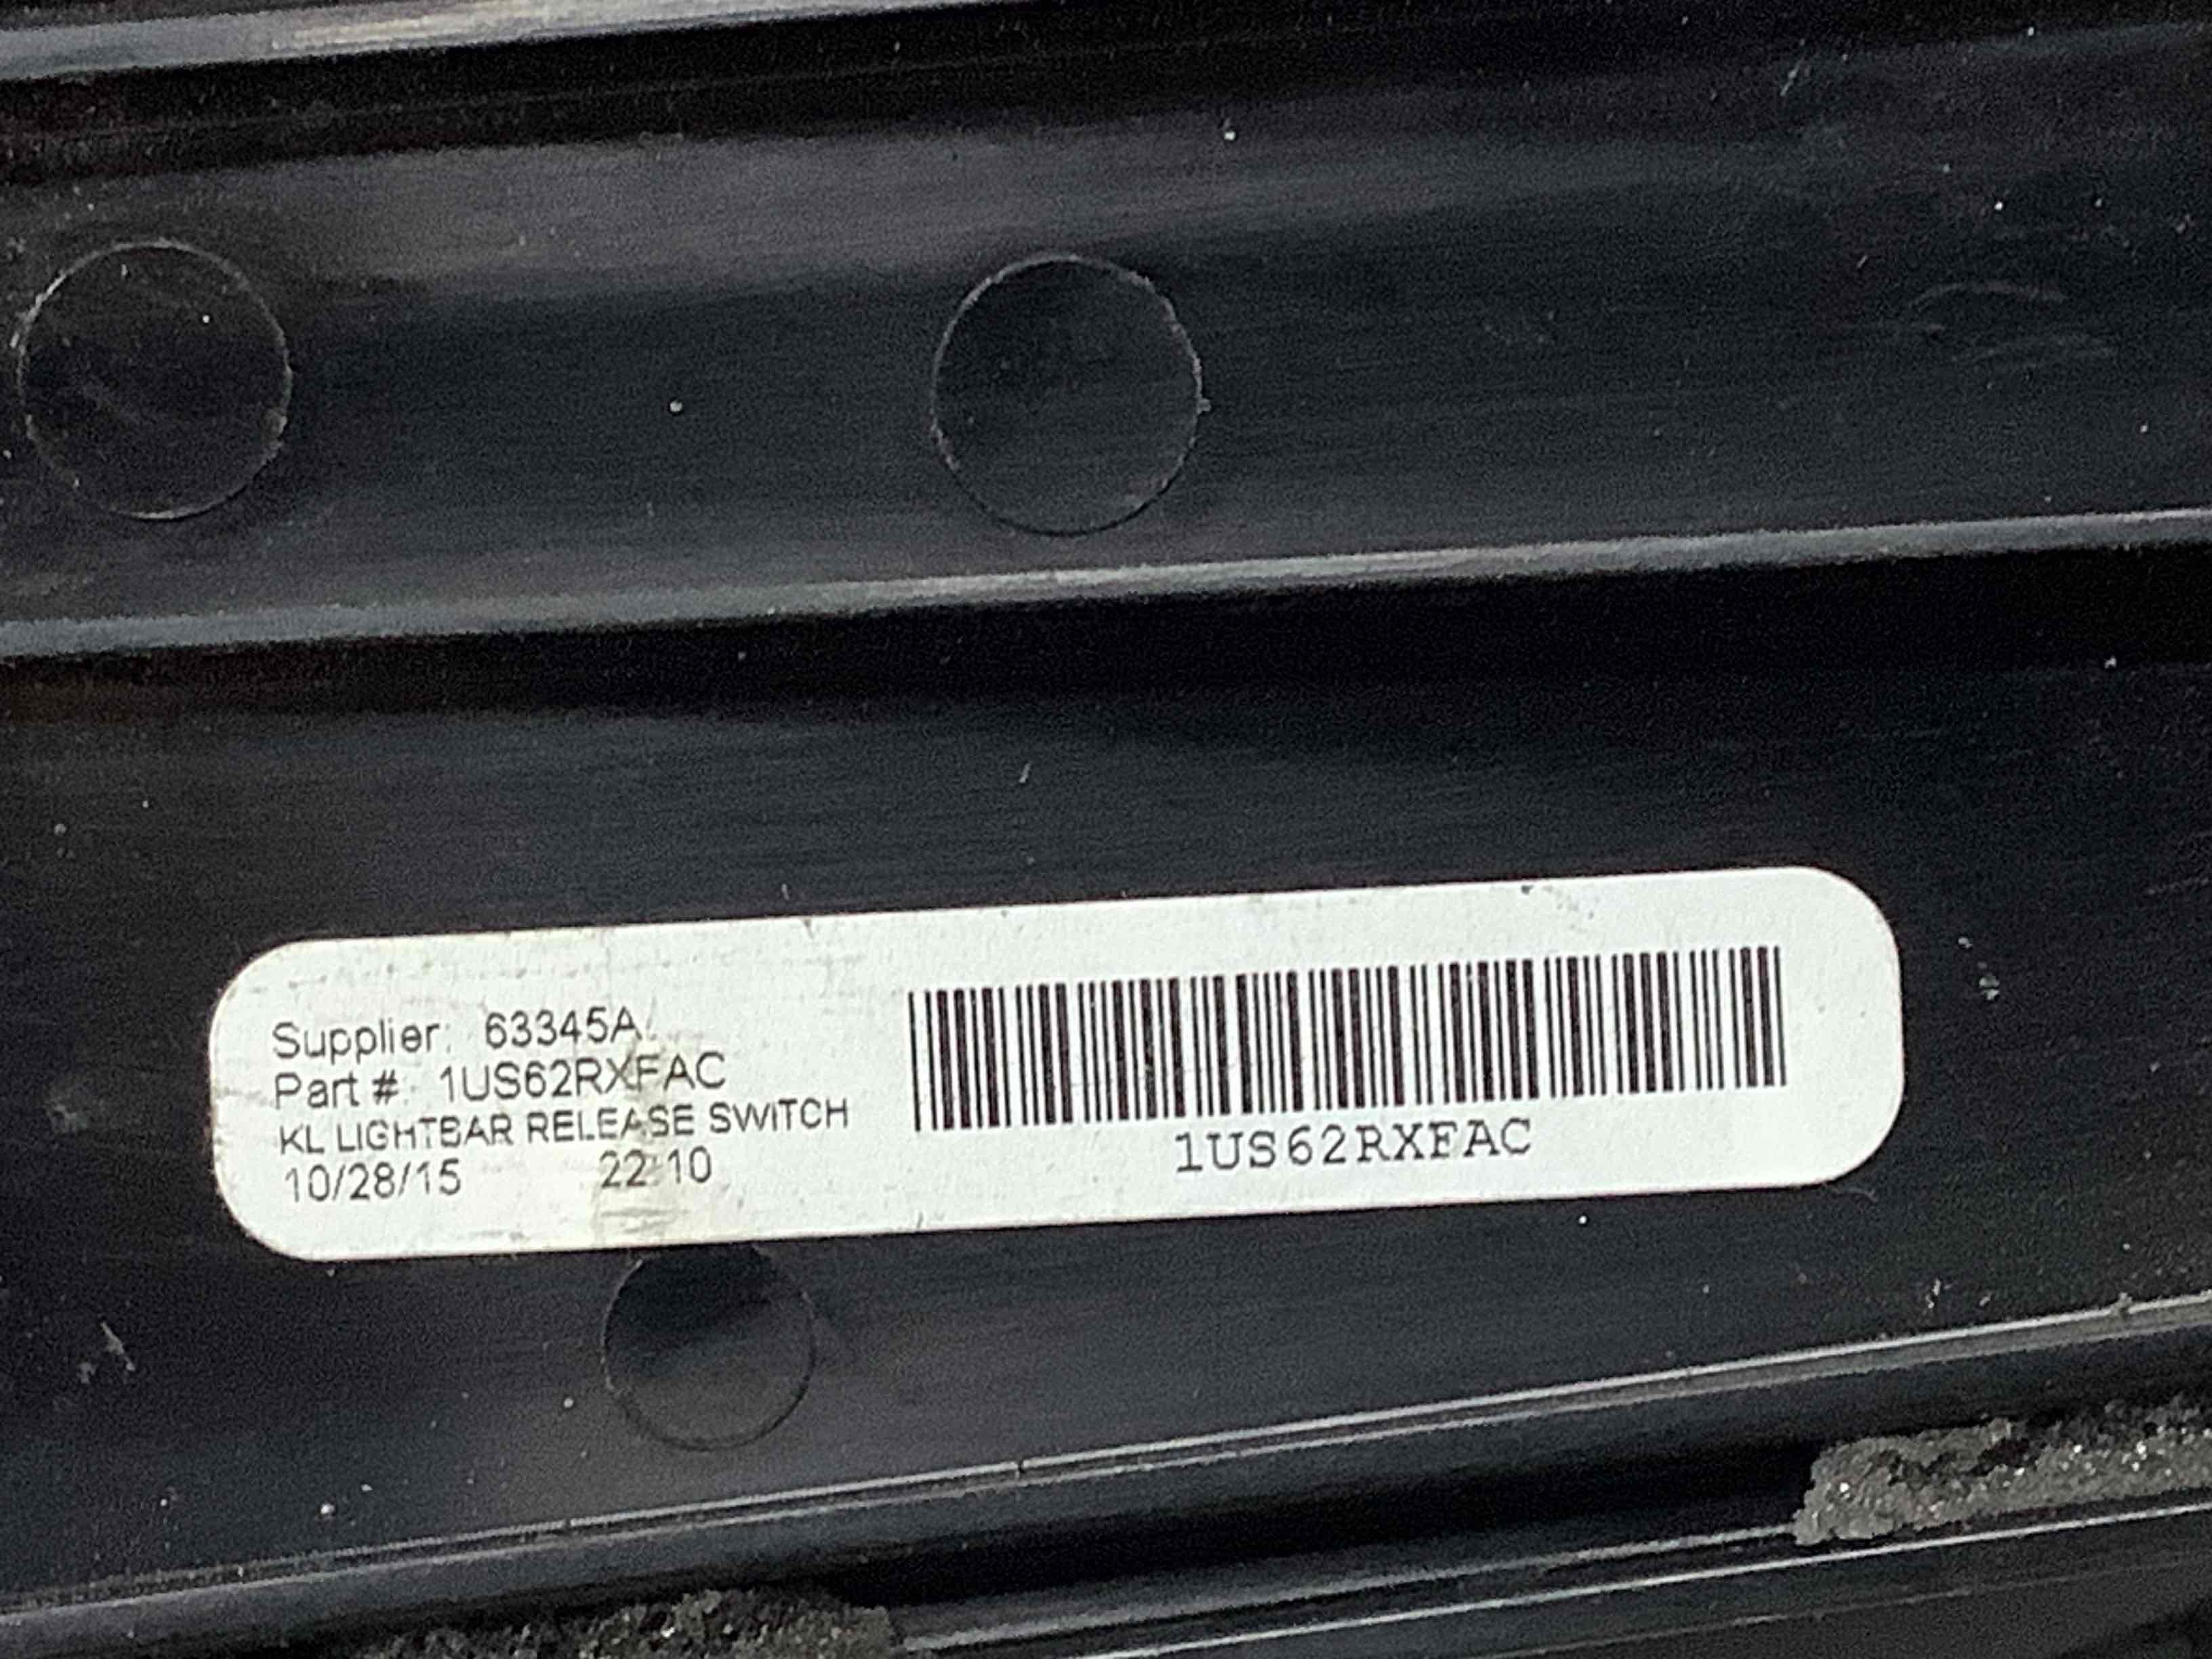 Supplier: 63345A
Part #: 1US62RXFAC
KL LIGHTBAR RELEASE SWITCH
10/28/15 22:10
1US62RXFAC